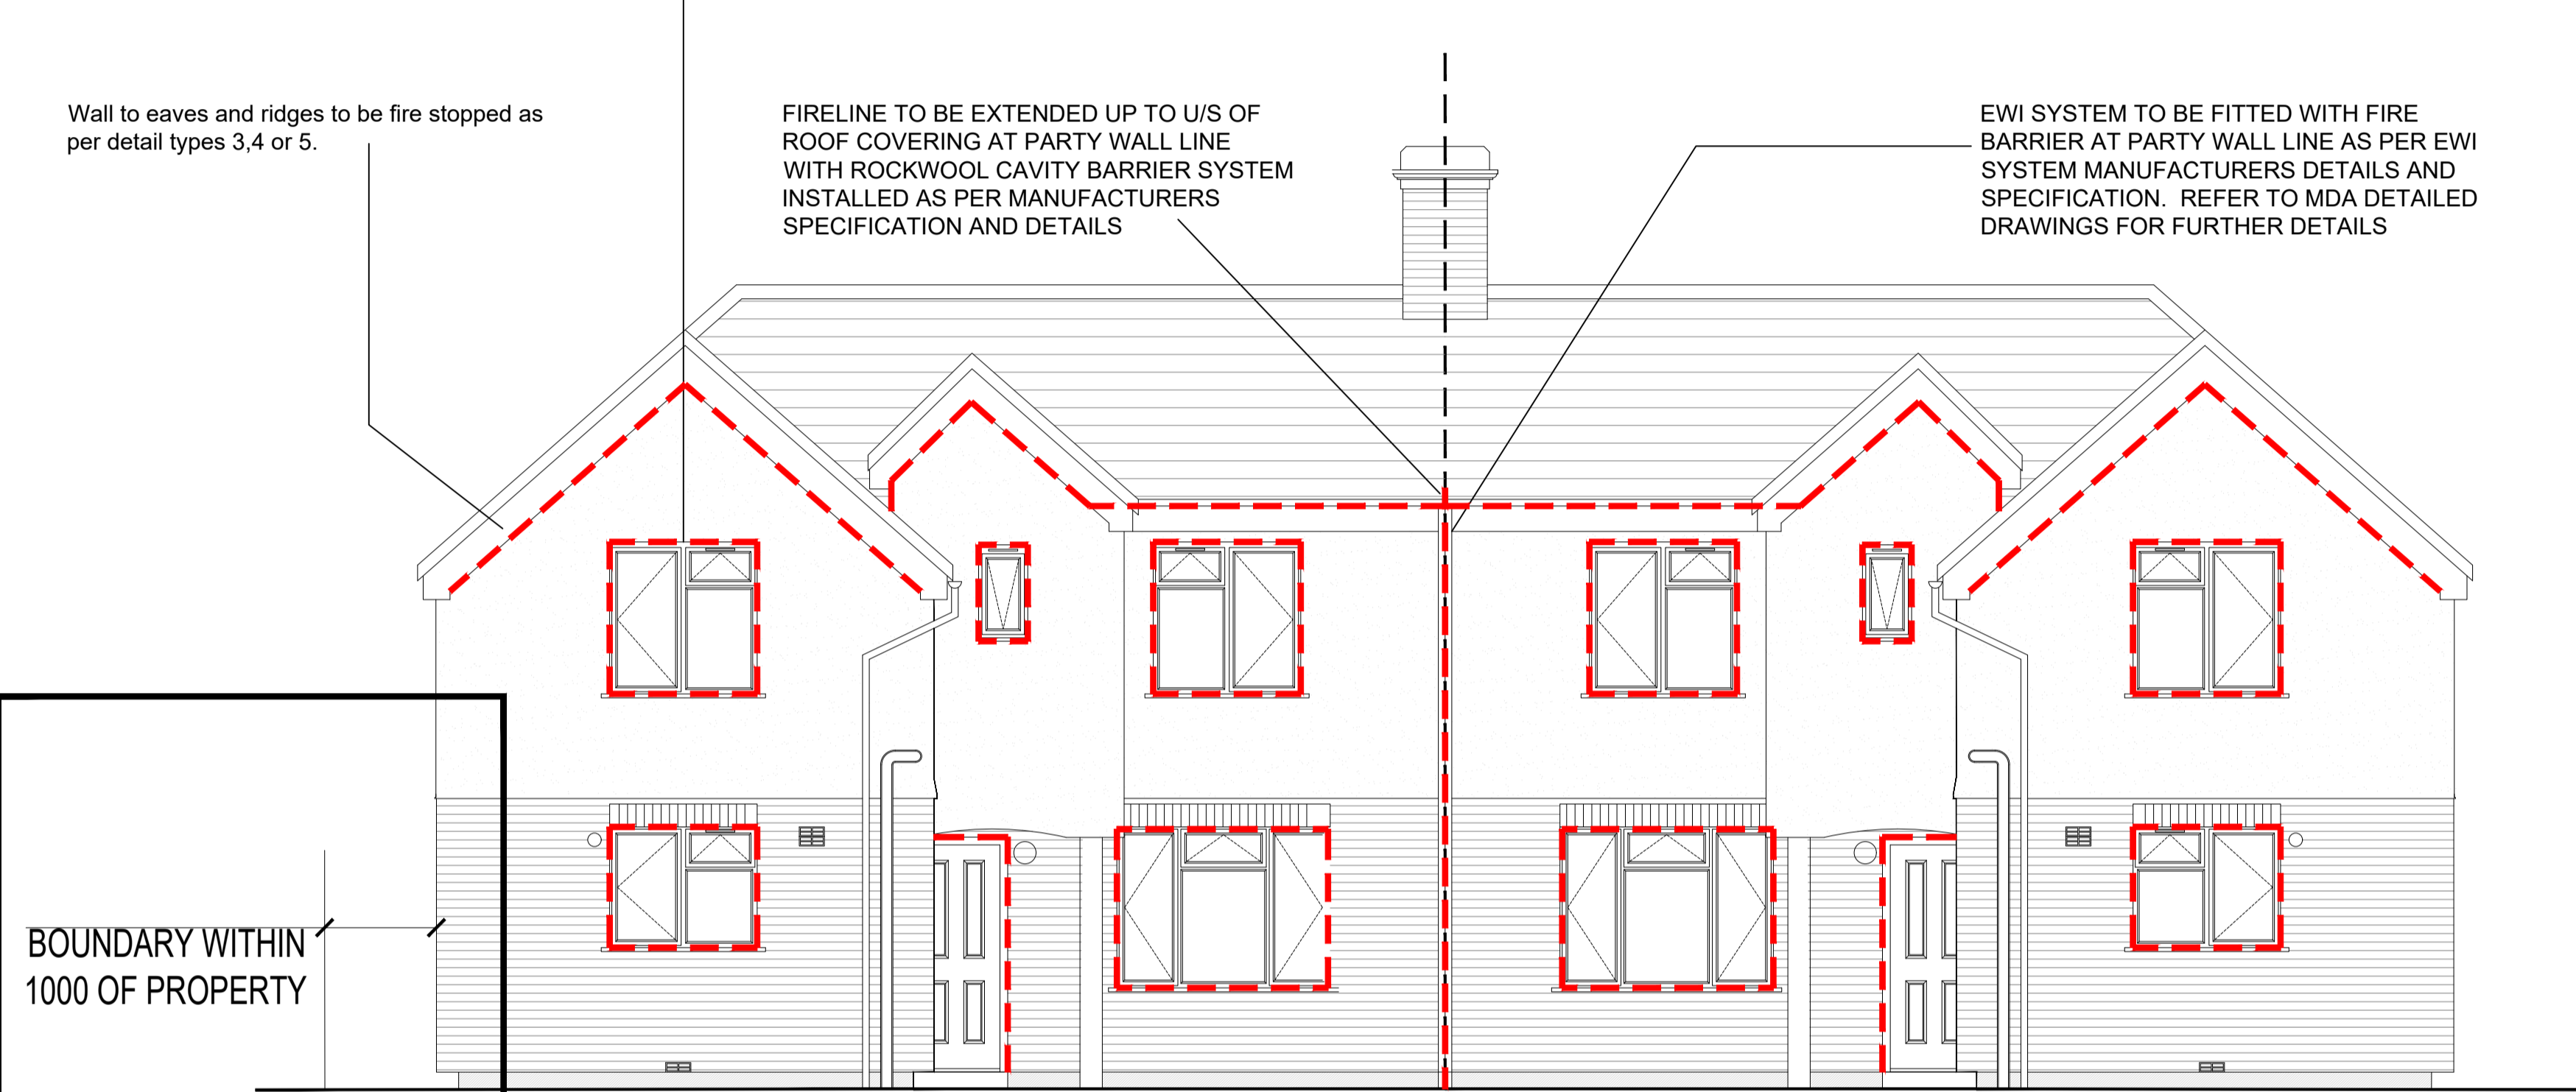 Wall to eaves and ridges to be fire stopped as
per detail types 3,4 or 5.
FIRELINE TO BE EXTENDED UP TO U/S OF
ROOF COVERING AT PARTY WALL LINE
WITH ROCKWOOL CAVITY BARRIER SYSTEM
INSTALLED AS PER MANUFACTURERS
SPECIFICATION AND DETAILS
EWI SYSTEM TO BE FITTED WITH FIRE
BARRIER AT PARTY WALL LINE AS PER EWI
SYSTEM MANUFACTURERS DETAILS AND
SPECIFICATION.  REFER TO MDA DETAILED
DRAWINGS FOR FURTHER DETAILS
BOUNDARY WITHIN
1000 OF PROPERTY